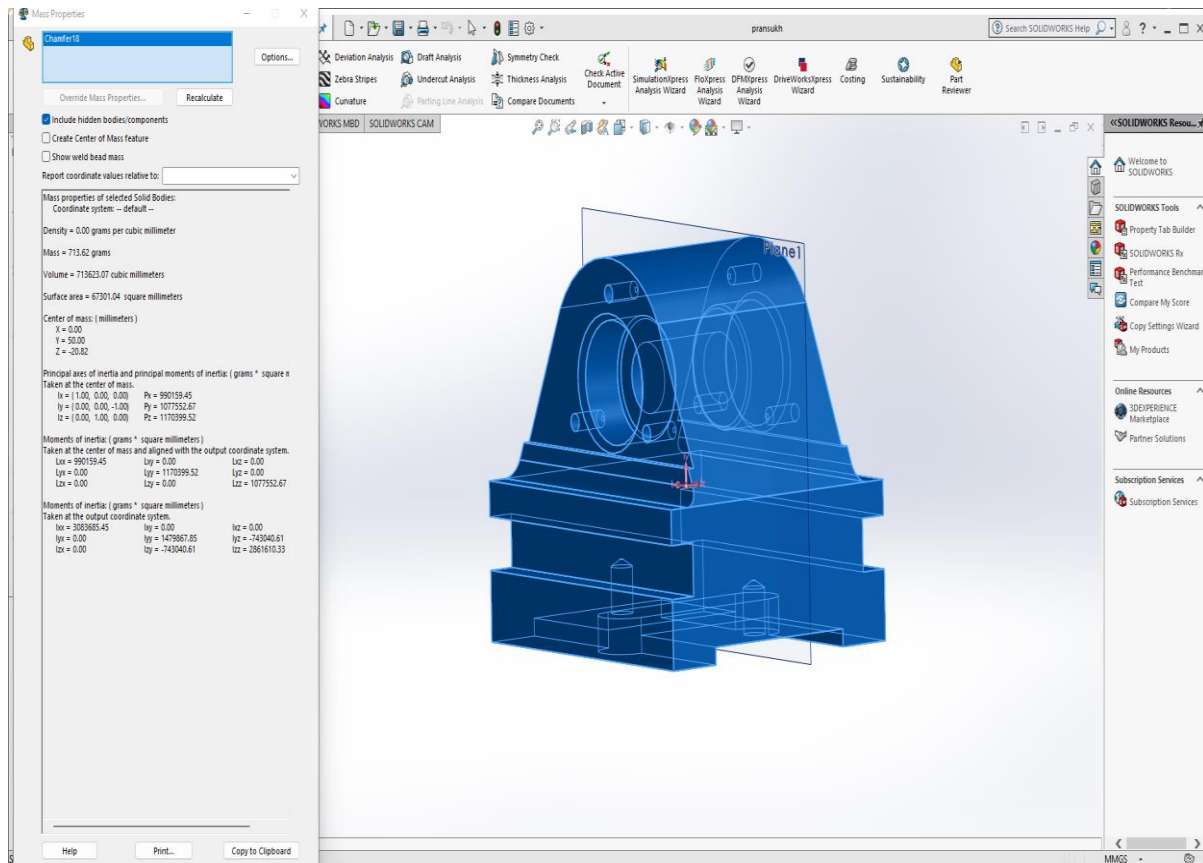 Mass Properties
Chamfer18
Options...
Override Mass Properties...
Recalculate
Include hidden bodies/components
Create Center of Mass feature
Show weld bead mass
Report coordinate values relative to:
Mass properties of selected Solid Bodies:
Coordinate system: -- default --
Density = 0.00 grams per cubic millimeter
Mass = 713.62 grams
Volume = 713623.07 cubic millimeters
Surface area = 67301.04 square millimeters
Center of mass: ( millimeters )
X = 0.00
Y = 50.00
Z = -20.82
Principal axes of inertia and principal moments of inertia: ( grams * square n
Taken at the center of mass.
Ix = ( 1.00, 0.00, 0.00) Px = 990159.45
Iy = ( 0.00, 0.00, -1.00) Py = 1077552.67
Iz = ( 0.00, 1.00, 0.00) Pz = 1170399.52
Moments of inertia: ( grams * square millimeters )
Taken at the center of mass and aligned with the output coordinate system.
Lxx = 990159.45 Lxy = 0.00 Lxz = 0.00
Lyx = 0.00 Lyy = 1170399.52 Lyz = 0.00
Lzx = 0.00 Lzy = 0.00 Lzz = 1077552.67
Moments of inertia: ( grams * square millimeters )
Taken at the output coordinate system.
Ixx = 3083685.45 Ixy = 0.00 Ixz = 0.00
Iyx = 0.00 Iyy = 1479867.85 Iyz = -743040.61
Izx = 0.00 Izy = -743040.61 Izz = 2861610.33
Help
Print...
Copy to Clipboard
pransukh
Search SOLIDWORKS Help
Deviation Analysis
Draft Analysis
Symmetry Check
Zebra Stripes
Undercut Analysis
Thickness Analysis
Curvature
Parting Line Analysis
Compare Documents
Check Active
Document
SimulationXpress
Analysis Wizard
FloXpress
Analysis
Wizard
DFMXpress
Analysis
Wizard
DriveWorksXpress
Wizard
Costing
Sustainability
Part
Reviewer
WORKS MBD
SOLIDWORKS CAM
Plane1
SOLIDWORKS Resou...
Welcome to
SOLIDWORKS
SOLIDWORKS Tools
Property Tab Builder
SOLIDWORKS Rx
Performance Benchmar
Test
Compare My Score
Copy Settings Wizard
My Products
Online Resources
3DEXPERIENCE
Marketplace
Partner Solutions
Subscription Services
Subscription Services
MMGS